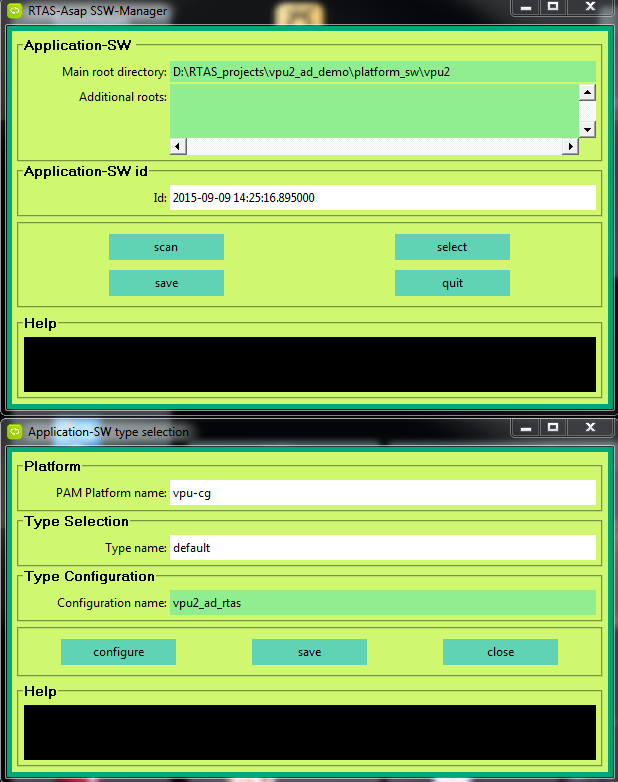 RTAS-Asap SSW-Manager
Application-SW
Main root directory: D:\RTAS_projects\vpu2_ad_demo\platform_sw\vpu2
Additional roots:
Application-SW id
Id: 2015-09-09 14:25:16.895000
scan select
save quit
Help
Application-SW type selection
Platform
PAM Platform name: vpu-cg
Type Selection
Type name: default
Type Configuration
Configuration name: vpu2_ad_rtas
configure save close
Help